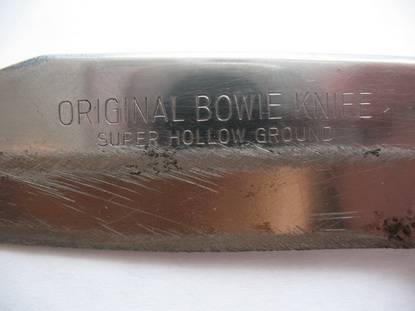 ORIGINAL BOWIE KNIFE
SUPER HOLLOW GROUND